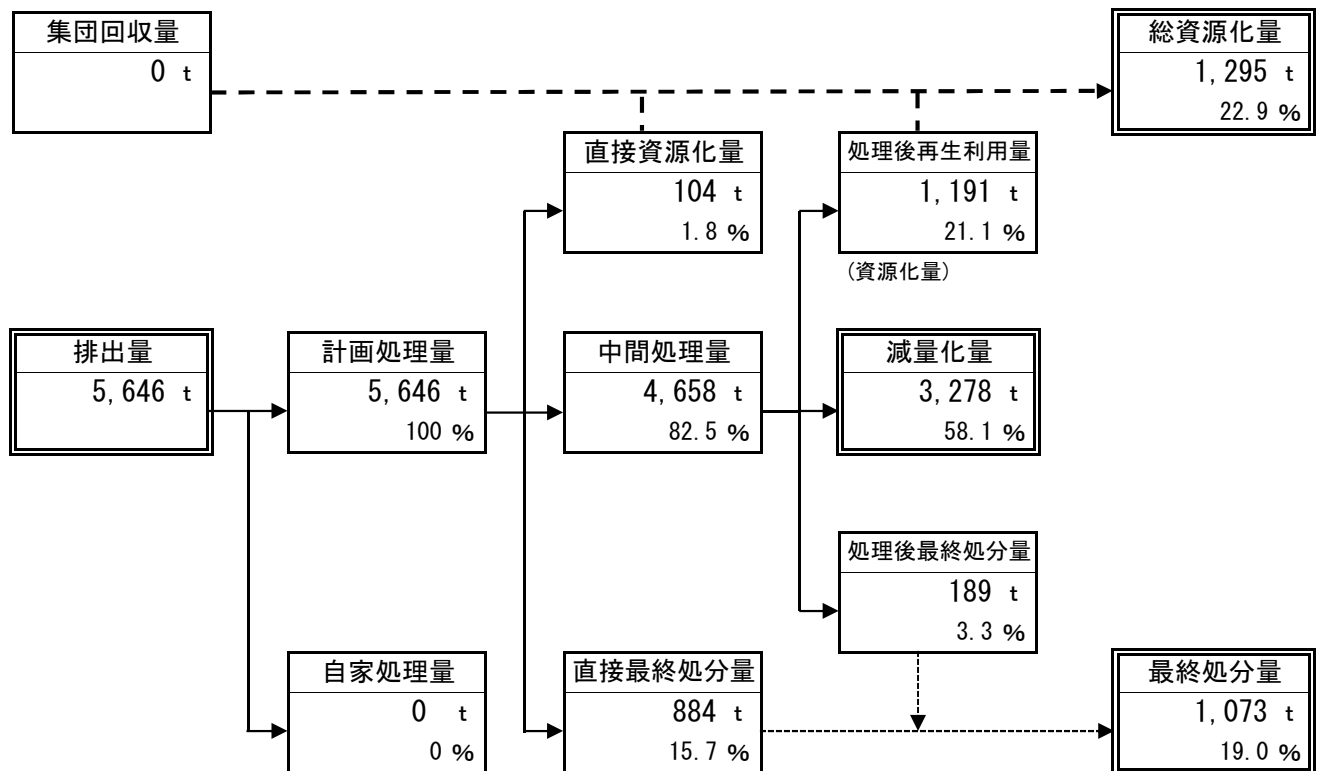 集団回収量
0 t
総資源化量
1,295 t
22.9 %
直接資源化量
104 t
1.8 %
処理後再生利用量
1,191 t
21.1 %
(資源化量)
排出量
5,646 t
計画処理量
5,646 t
100 %
中間処理量
4,658 t
82.5 %
減量化量
3,278 t
58.1 %
処理後最終処分量
189 t
3.3 %
自家処理量
0 t
0 %
直接最終処分量
884 t
15.7 %
最終処分量
1,073 t
19.0 %